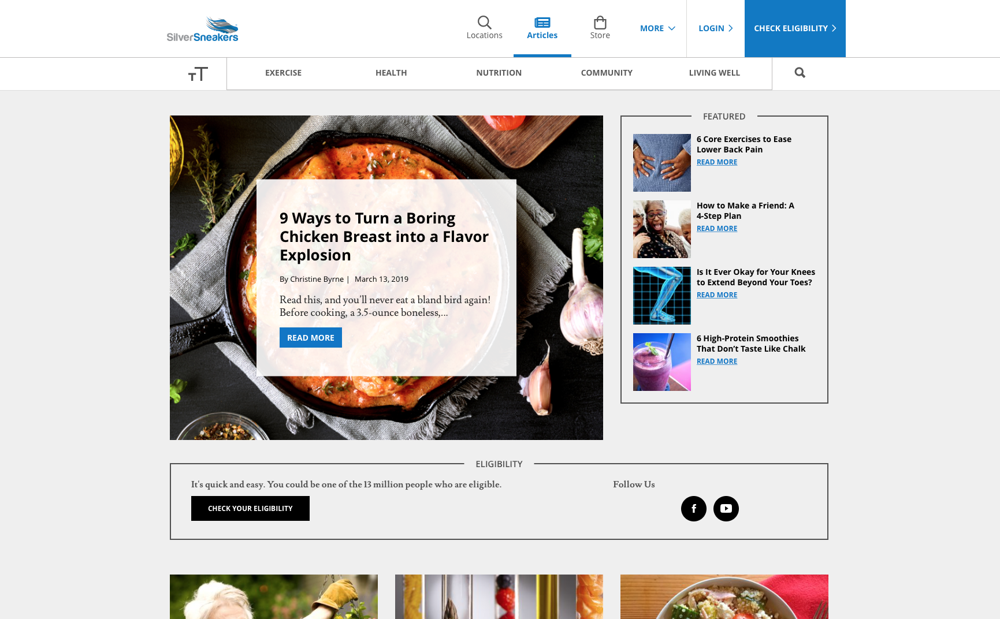 SilverSneakers
Locations
Articles
Store
MORE
LOGIN
CHECK ELIGIBILITY
TT
EXERCISE
HEALTH
NUTRITION
COMMUNITY
LIVING WELL
9 Ways to Turn a Boring
Chicken Breast into a Flavor
Explosion
By Christine Byrne | March 13, 2019
Read this, and you’ll never eat a bland bird again!
Before cooking, a 3.5-ounce boneless,...
READ MORE
FEATURED
6 Core Exercises to Ease
Lower Back Pain
READ MORE
How to Make a Friend: A
4-Step Plan
READ MORE
Is It Ever Okay for Your Knees
to Extend Beyond Your Toes?
READ MORE
6 High-Protein Smoothies
That Don’t Taste Like Chalk
READ MORE
ELIGIBILITY
It's quick and easy. You could be one of the 13 million people who are eligible.
CHECK YOUR ELIGIBILITY
Follow Us